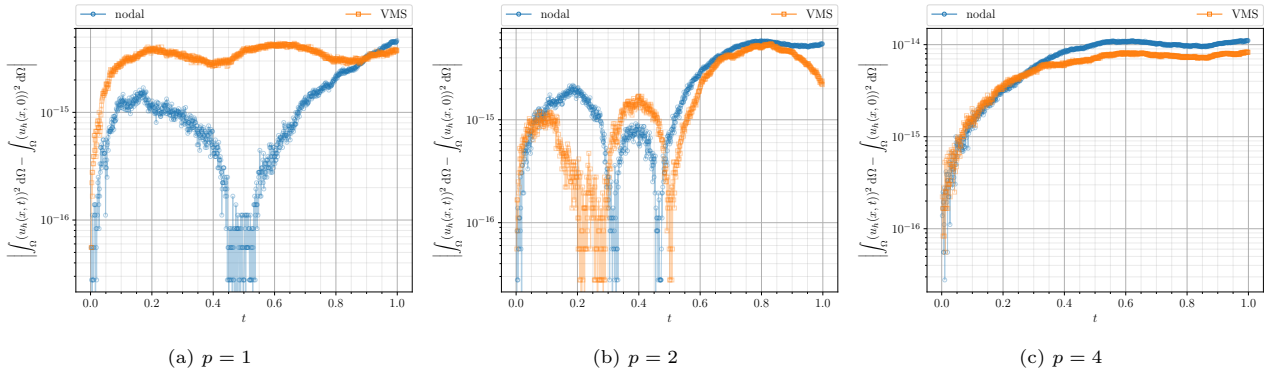 nodal VMS
|∫_Ω (u_h(x, t))² dΩ − ∫_Ω (u_h(x, 0))² dΩ|
10⁻¹⁵
10⁻¹⁶
0.0 0.2 0.4 0.6 0.8 1.0
t
(a) p = 1
nodal VMS
|∫_Ω (u_h(x, t))² dΩ − ∫_Ω (u_h(x, 0))² dΩ|
10⁻¹⁵
10⁻¹⁶
0.0 0.2 0.4 0.6 0.8 1.0
t
(b) p = 2
nodal VMS
|∫_Ω (u_h(x, t))² dΩ − ∫_Ω (u_h(x, 0))² dΩ|
10⁻¹⁴
10⁻¹⁵
10⁻¹⁶
0.0 0.2 0.4 0.6 0.8 1.0
t
(c) p = 4